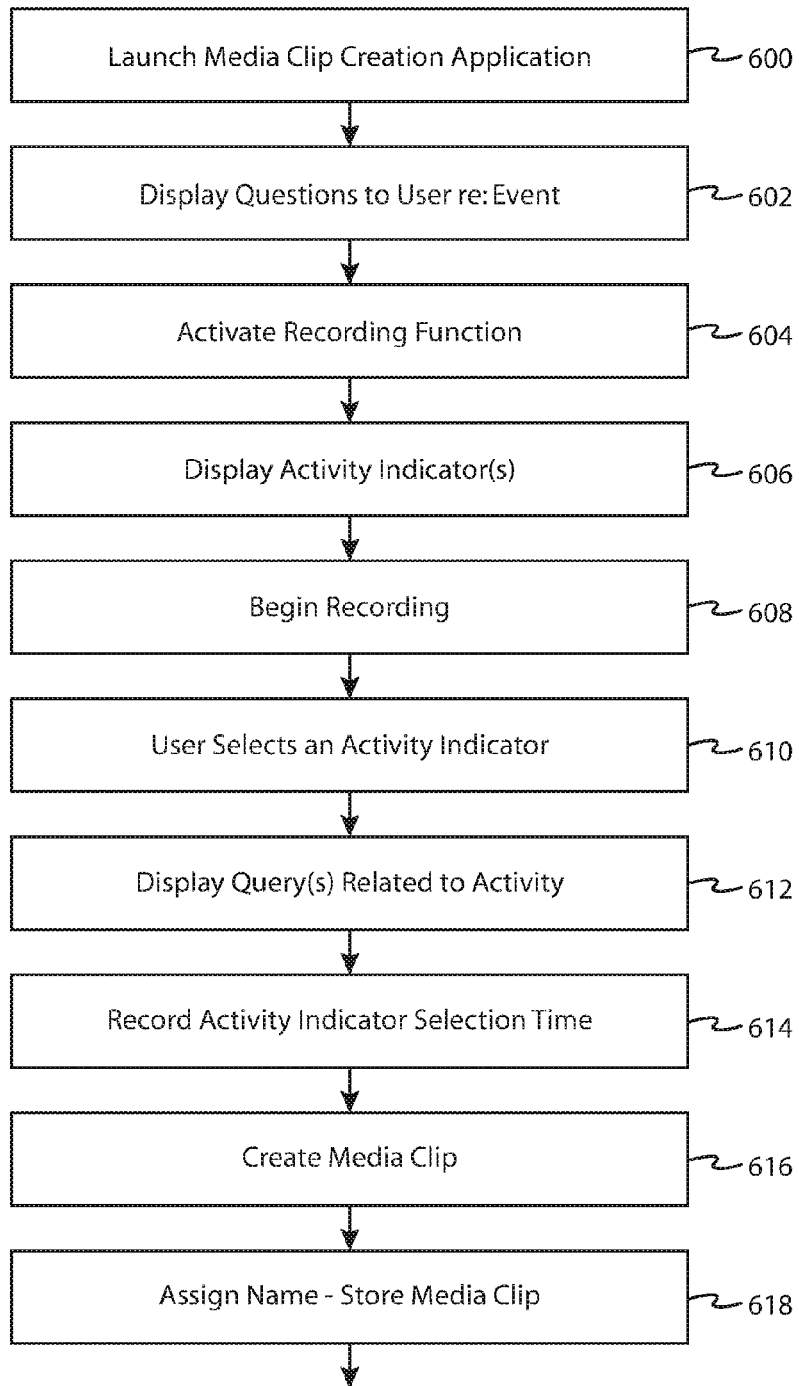 Launch Media Clip Creation Application 600
Display Questions to User re: Event 602
Activate Recording Function 604
Display Activity Indicator(s) 606
Begin Recording 608
User Selects an Activity Indicator 610
Display Query(s) Related to Activity 612
Record Activity Indicator Selection Time 614
Create Media Clip 616
Assign Name - Store Media Clip 618